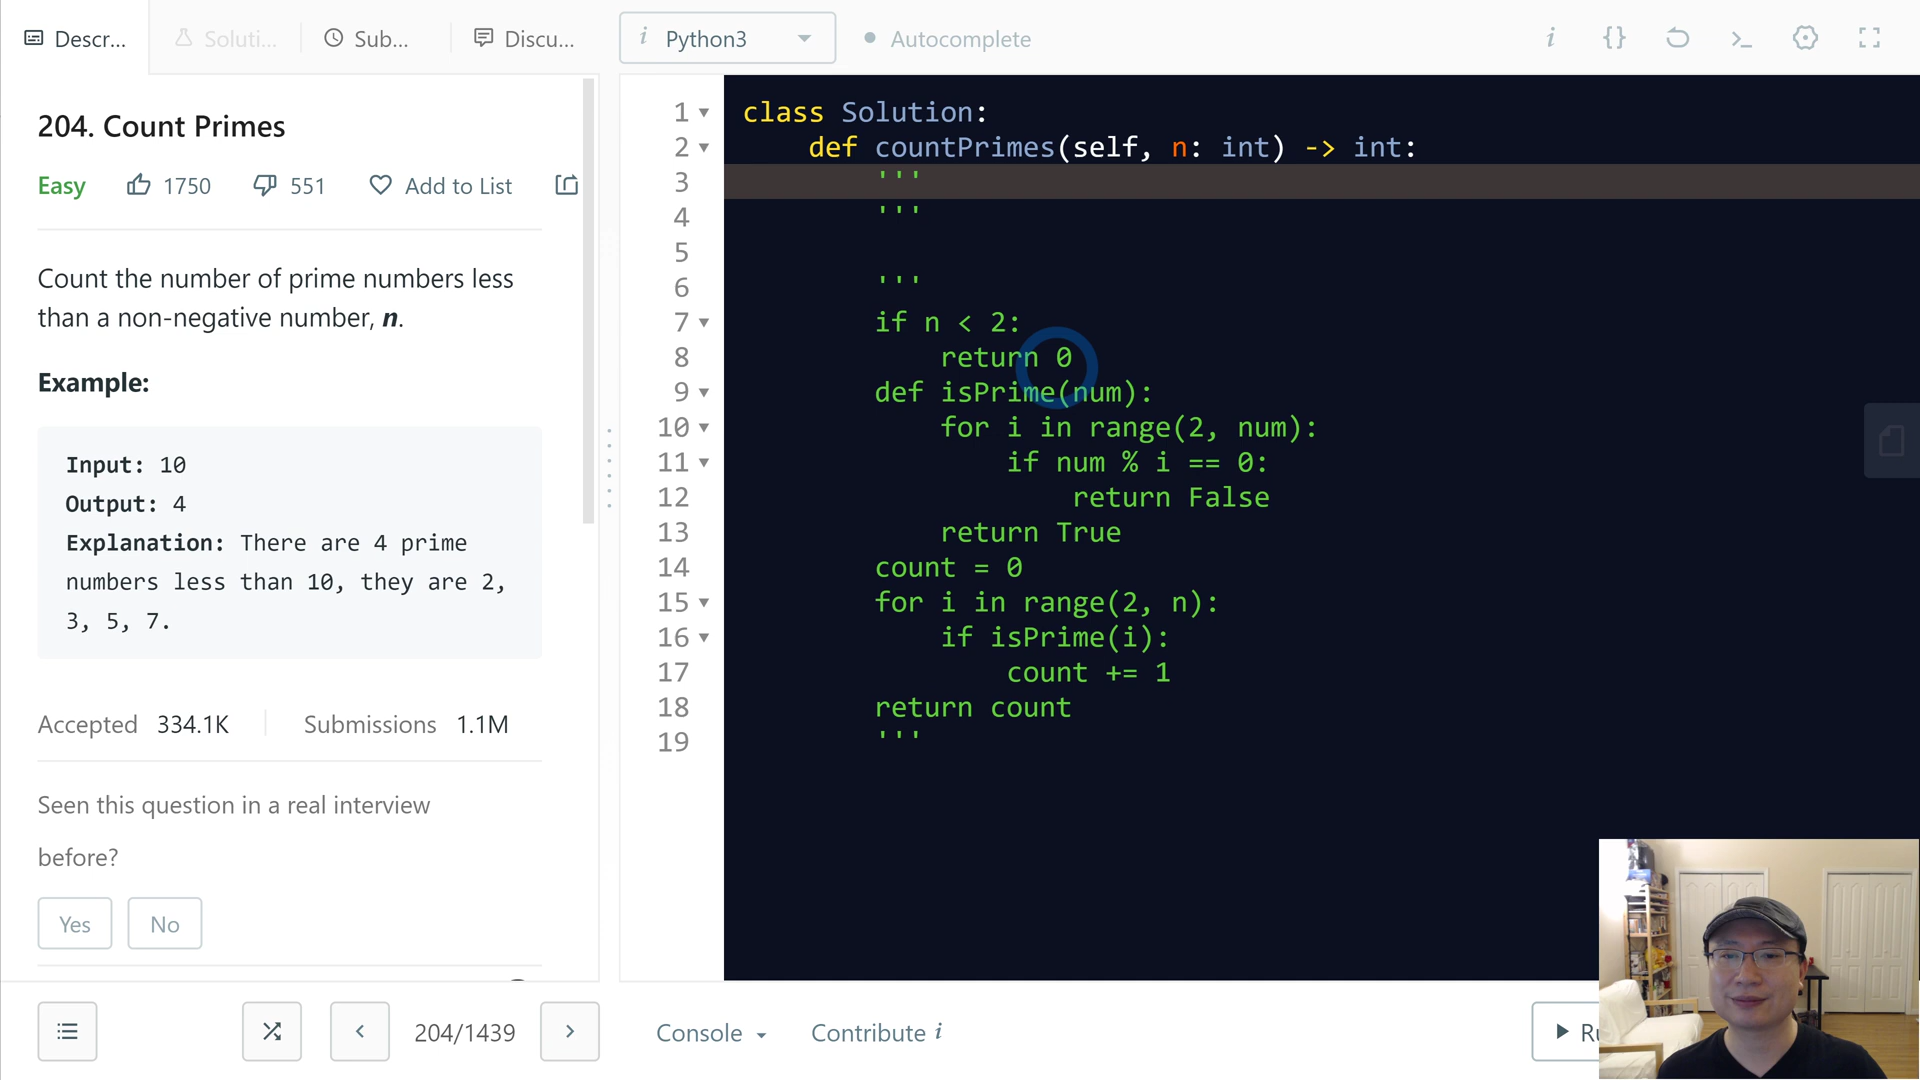 Descr...
Soluti...
Sub...
Discu...
i Python3
Autocomplete
i {}
204. Count Primes
Easy 1750 551 Add to List
Count the number of prime numbers less
than a non-negative number, n.
Example:
Input: 10
Output: 4
Explanation: There are 4 prime
numbers less than 10, they are 2,
3, 5, 7.
Accepted 334.1K Submissions 1.1M
Seen this question in a real interview
before?
Yes No
204/1439
1 class Solution:
2 def countPrimes(self, n: int) -> int:
3 '''
4 '''
5
6 '''
7 if n < 2:
8 return 0
9 def isPrime(num):
10 for i in range(2, num):
11 if num % i == 0:
12 return False
13 return True
14 count = 0
15 for i in range(2, n):
16 if isPrime(i):
17 count += 1
18 return count
19 '''
Console Contribute i